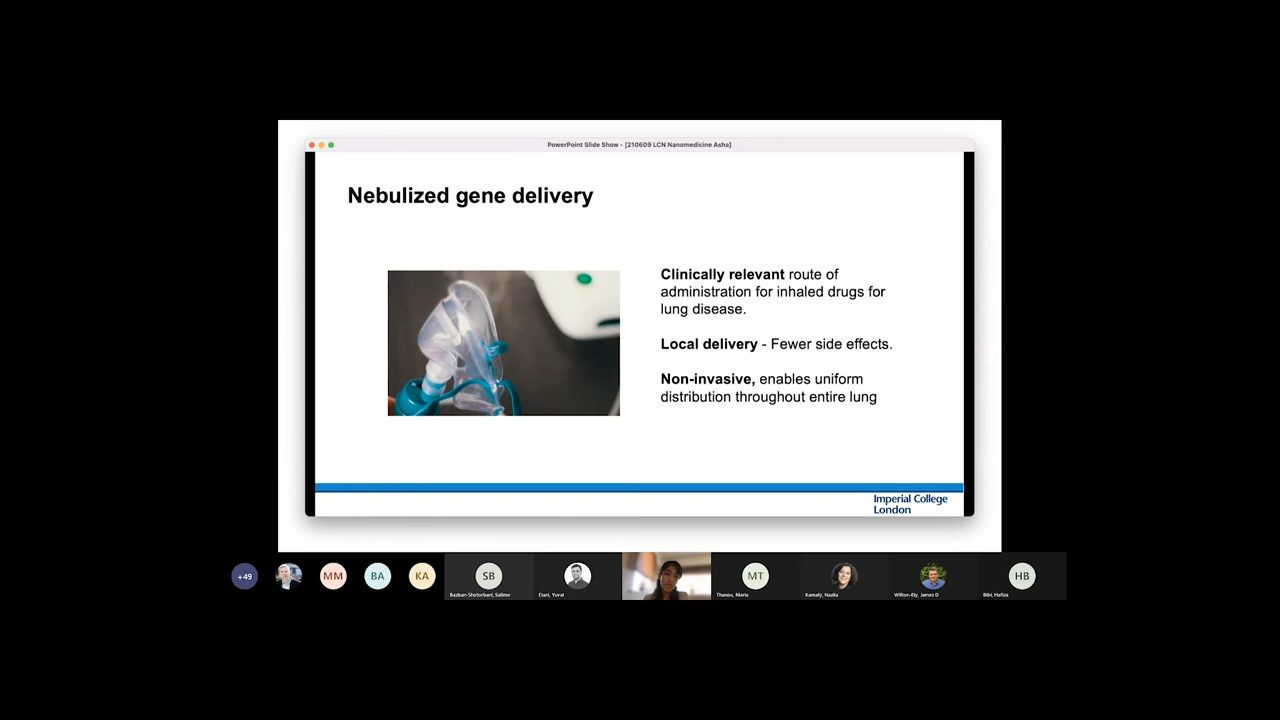 PowerPoint Slide Show - [210609 LCN Nanomedicine Asha]
Nebulized gene delivery
Clinically relevant route of
administration for inhaled drugs for
lung disease.
Local delivery - Fewer side effects.
Non-invasive, enables uniform
distribution throughout entire lung
Imperial College
London
+49
MM
BA
KA
SB
MT
HB
Bazban-Shotorbani, Salime
Elani, Yuval
Thanou, Maria
Kamaly, Nazila
Wilton-Ely, James D
Bibi, Hafiza